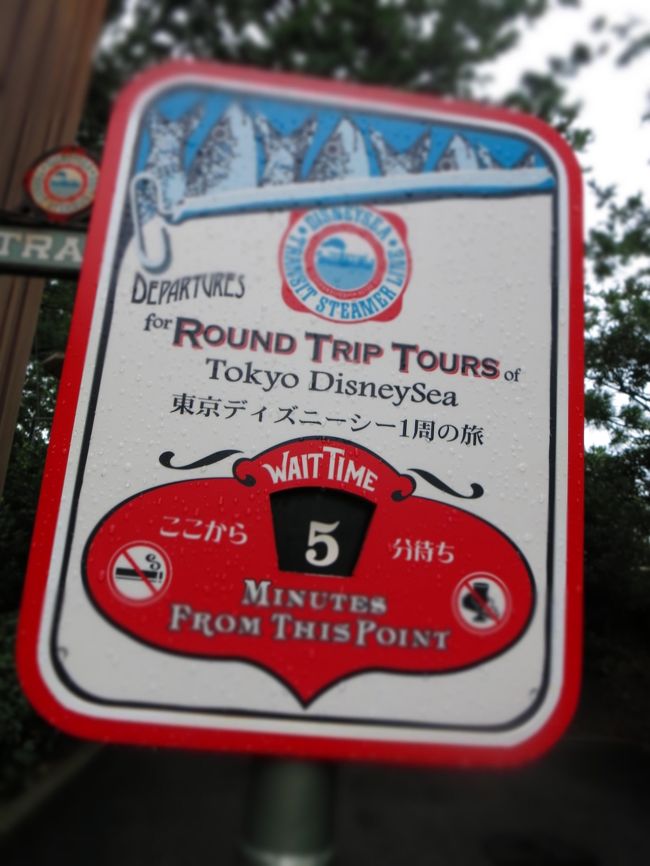 TRA
• DISNEYSEA •
TRANSIT STEAMER LINE
DEPARTURES
for ROUND TRIP TOURS of
Tokyo DisneySea
東京ディズニーシー1周の旅
WAIT TIME
ここから 5 分待ち
MINUTES
FROM THIS POINT